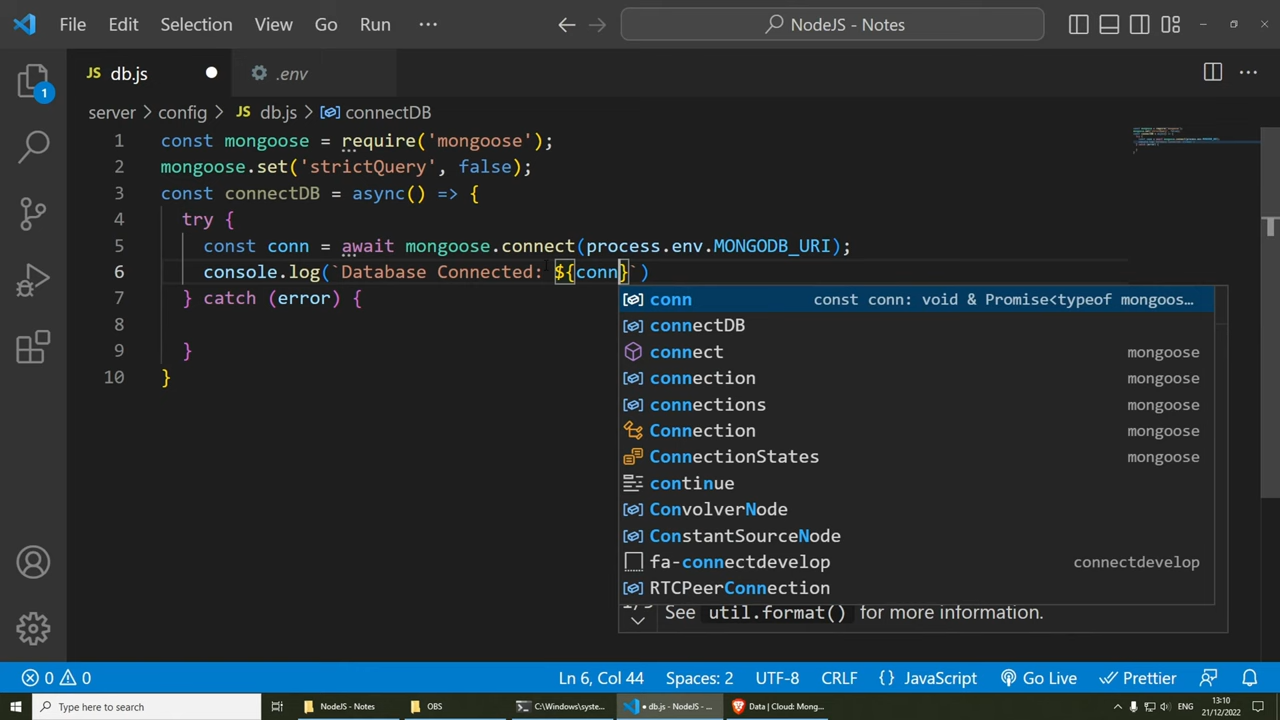 File Edit Selection View Go Run ··· NodeJS - Notes
JS db.js .env
server > config > JS db.js > connectDB
1 const mongoose = require('mongoose');
2 mongoose.set('strictQuery', false);
3 const connectDB = async() => {
4 try {
5 const conn = await mongoose.connect(process.env.MONGODB_URI);
6 console.log(`Database Connected: ${conn}`)
7 } catch (error) {
8
9 }
10 }
conn const conn: void & Promise<typeof mongoos…
connectDB
connect mongoose
connection mongoose
connections mongoose
Connection mongoose
ConnectionStates mongoose
continue
ConvolverNode
ConstantSourceNode
fa-connectdevelop connectdevelop
RTCPeerConnection
See util.format() for more information.
1
0 0 Ln 6, Col 44 Spaces: 2 UTF-8 CRLF {} JavaScript Go Live Prettier
Type here to search NodeJS - Notes OBS C:\Windows\syste... ● db.js - NodeJS - ... Data | Cloud: Mong... 13:10
21/12/2022